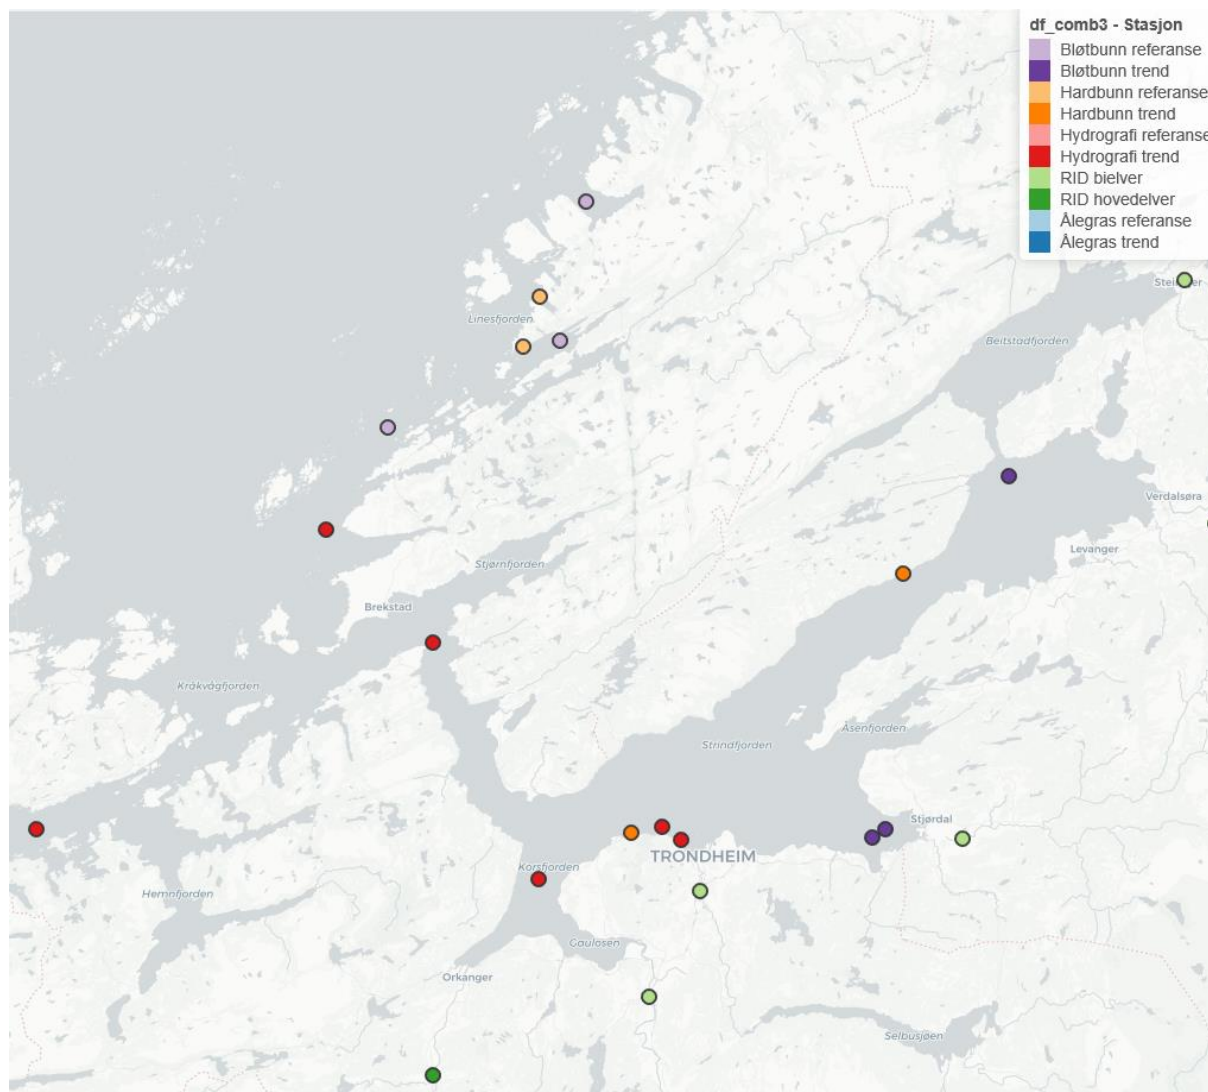 df_comb3 - Stasjon
Bløtbunn referanse
Bløtbunn trend
Hardbunn referanse
Hardbunn trend
Hydrografi referanse
Hydrografi trend
RID bielver
RID hovedelver
Ålegras referanse
Ålegras trend
Linesfjorden
Beitstadfjorden
Verdalsøra
Levanger
Stjørnfjorden
Brekstad
Kråkvågfjorden
Åsenfjorden
Strindfjorden
Stjørdal
TRONDHEIM
Korsfjorden
Hemnfjorden
Gaulosen
Orkanger
Selbusjøen